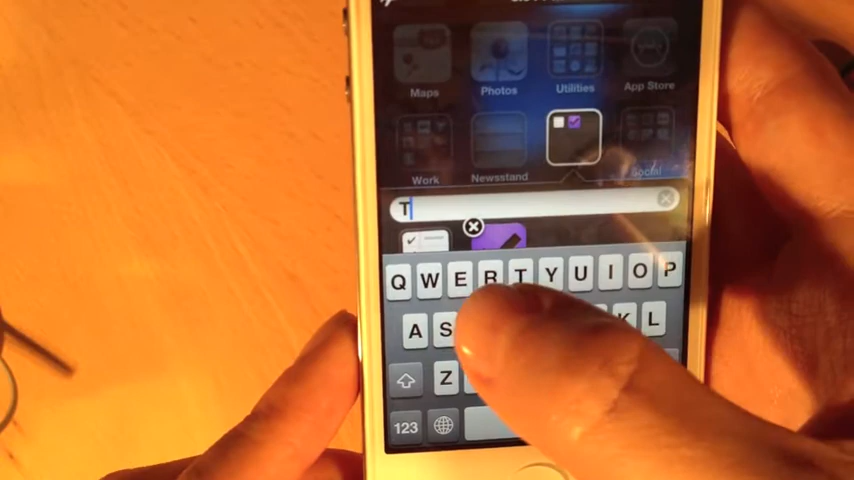 Maps Photos Utilities App Store
Work Newsstand Social
T
Q W E R T Y U I O P
A S K L
Z
123